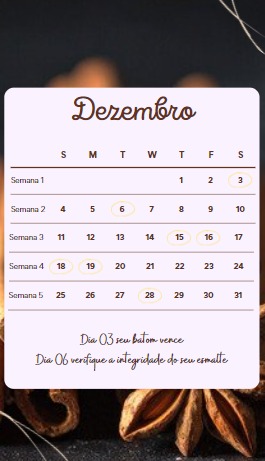 Dezembro
S M T W T F S
Semana 1 1 2 3
Semana 2 4 5 6 7 8 9 10
Semana 3 11 12 13 14 15 16 17
Semana 4 18 19 20 21 22 23 24
Semana 5 25 26 27 28 29 30 31
Dia 03 seu batom vence
Dia 06 verifique a integridade do seu esmalte